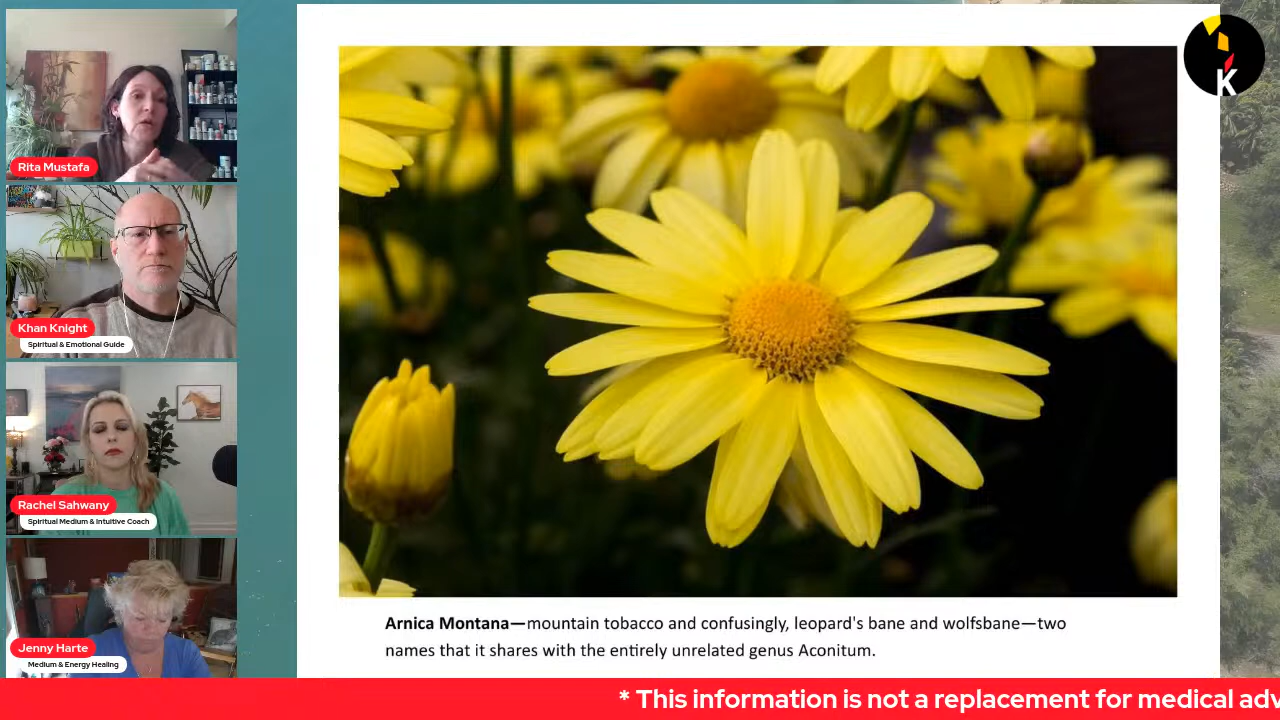 Rita Mustafa
Khan Knight
Spiritual & Emotional Guide
Rachel Sahwany
Spiritual Medium & Intuitive Coach
Jenny Harte
Medium & Energy Healing
K
Arnica Montana—mountain tobacco and confusingly, leopard's bane and wolfsbane—two
names that it shares with the entirely unrelated genus Aconitum.
* This information is not a replacement for medical adv